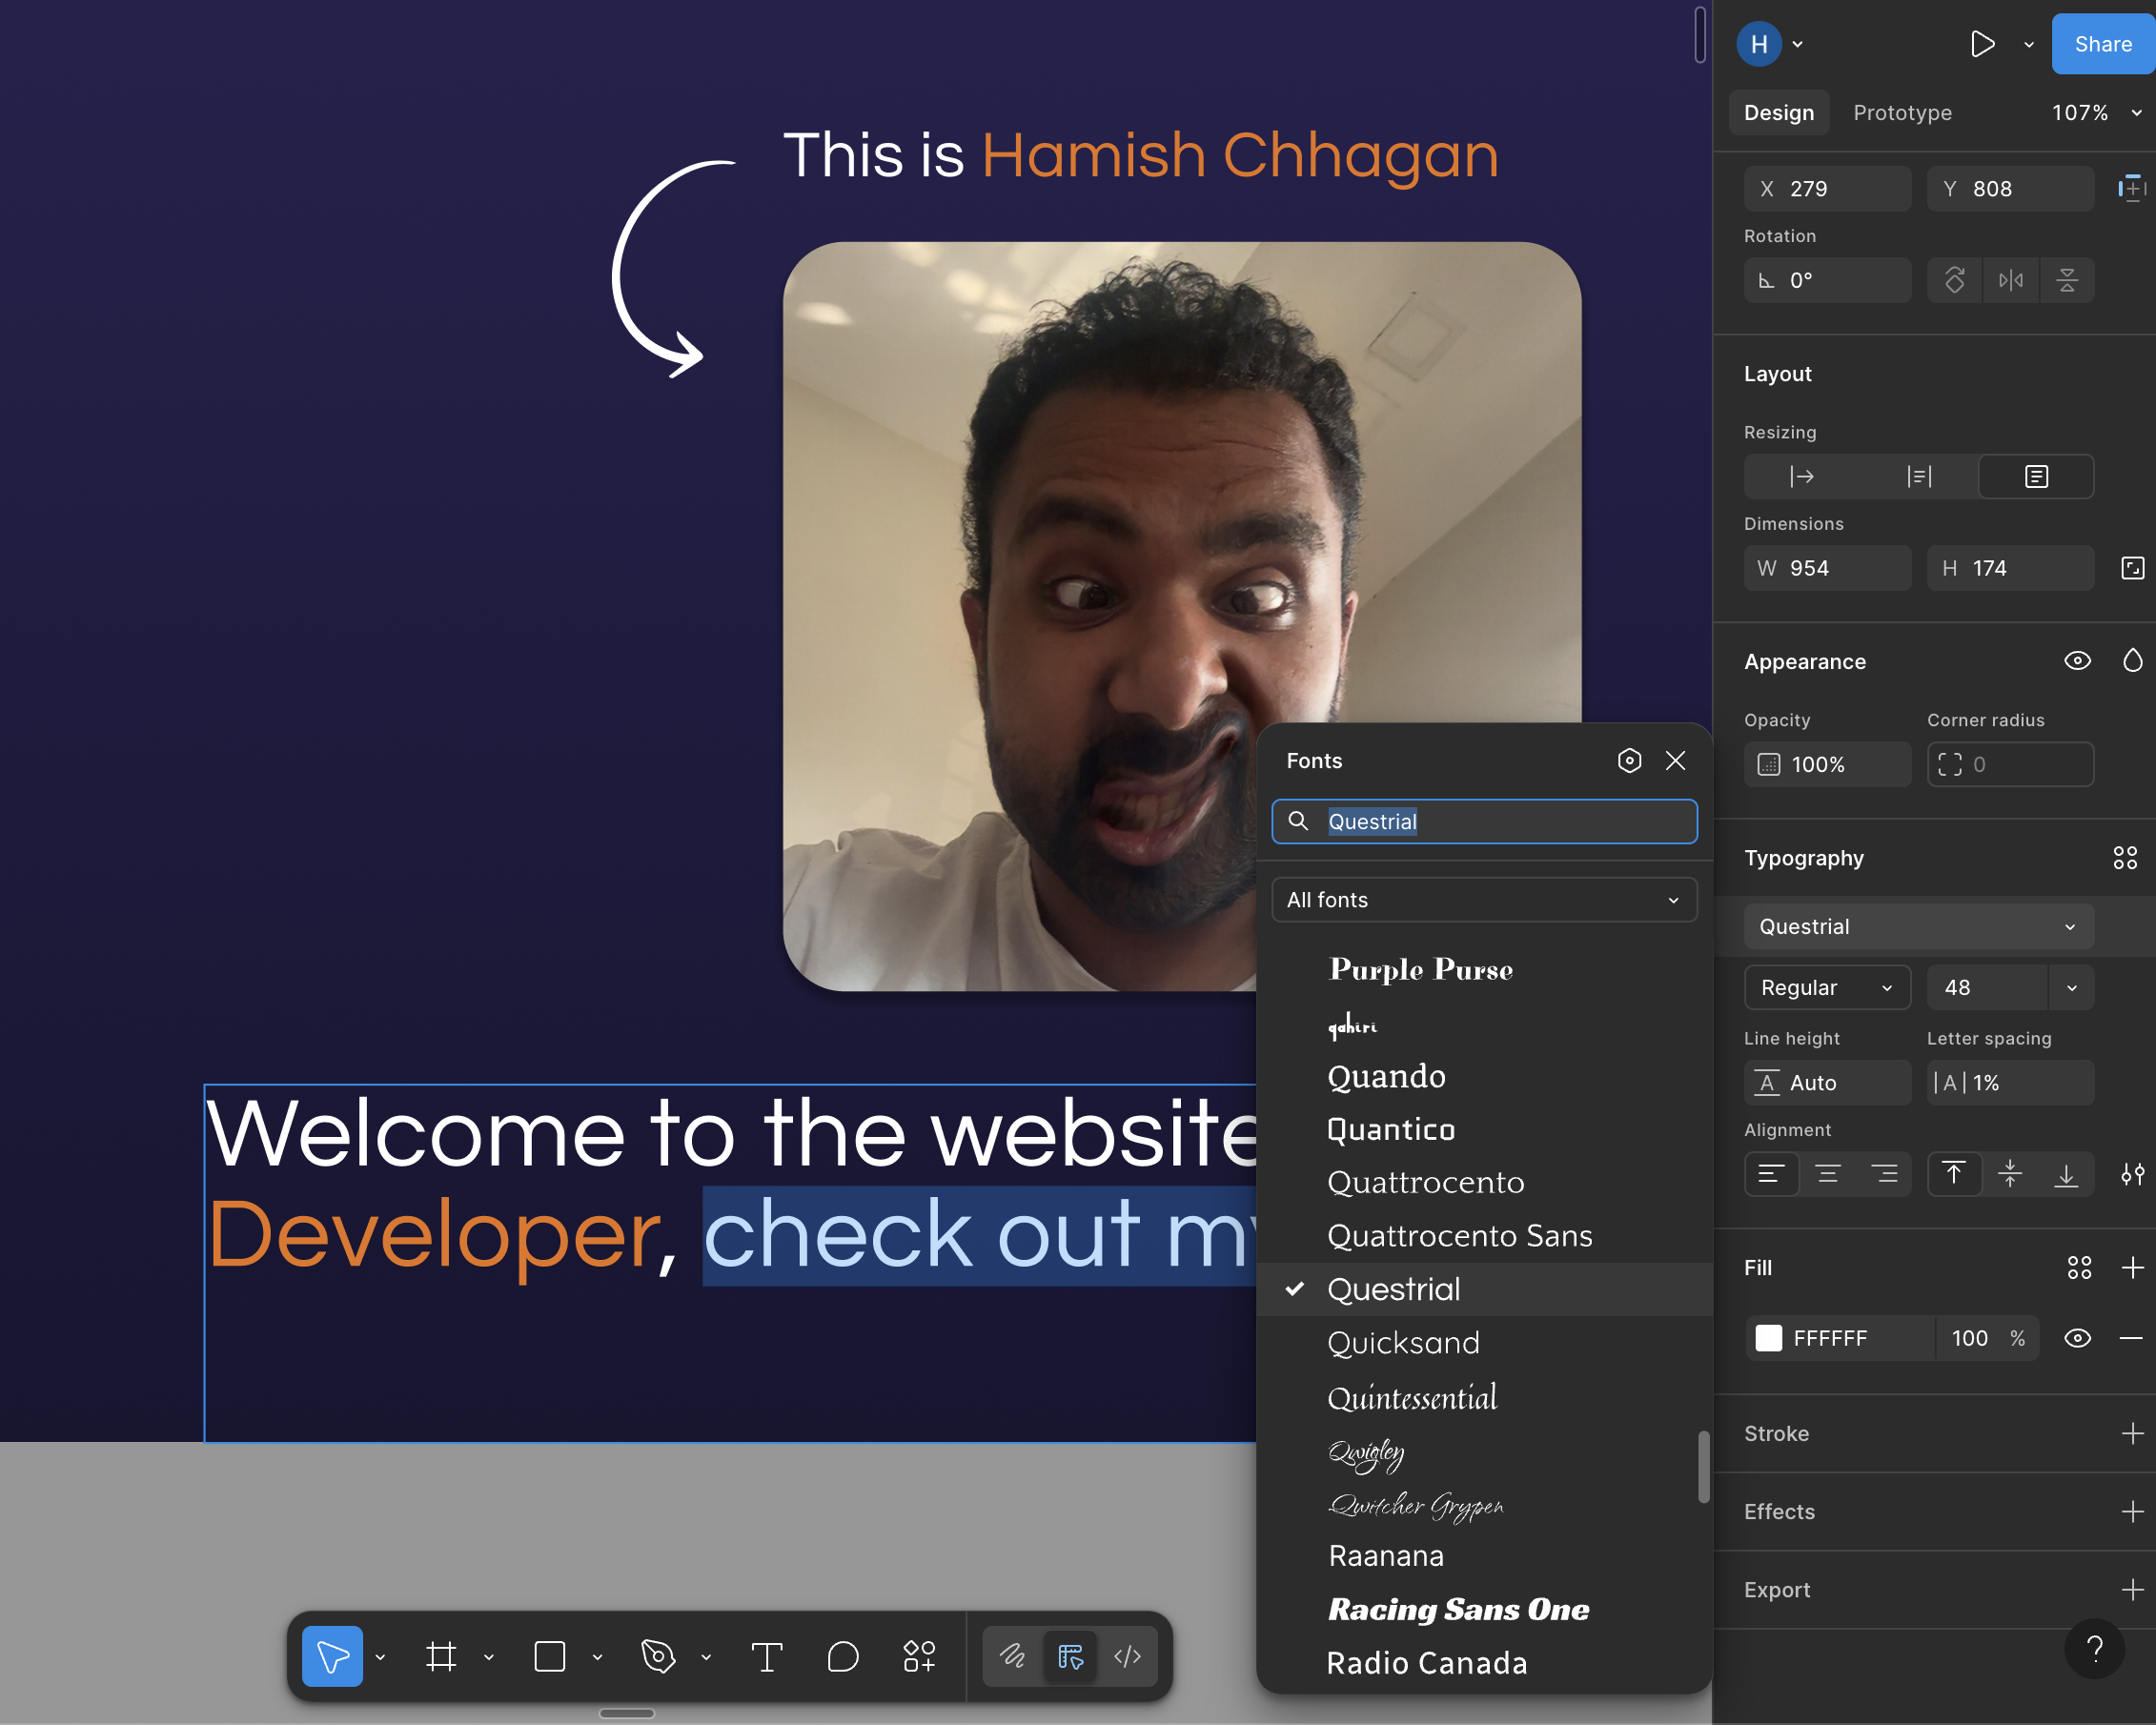 H
Share
Design Prototype 107%
This is Hamish Chhagan
X 279 Y 808
Rotation
0°
Layout
Resizing
Dimensions
W 954 H 174
Appearance
Opacity Corner radius
100% 0
Typography
Questrial
Regular 48
Line height Letter spacing
A Auto |A| 1%
Alignment
Fill
FFFFFF 100 %
Stroke
Effects
Export
?
Fonts
Questrial
All fonts
Purple Purse
qahiri
Quando
Quantico
Quattrocento
Quattrocento Sans
Questrial
Quicksand
Quintessential
Qwigley
Qwitcher Grypen
Raanana
Racing Sans One
Radio Canada
Welcome to the website
Developer, check out my
T </>